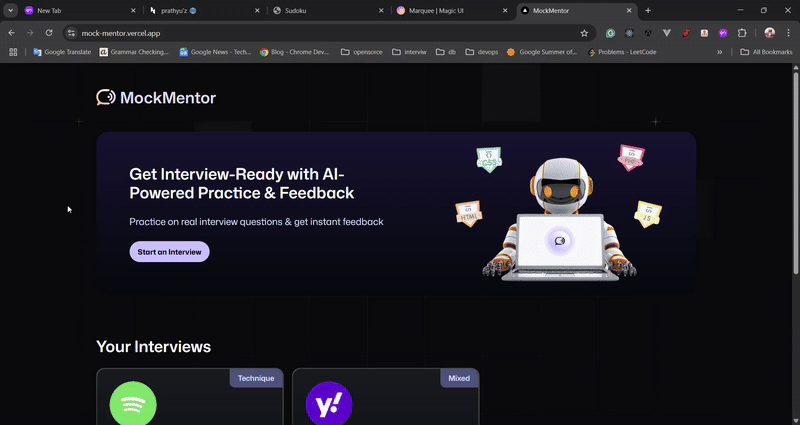 New Tab
prathyu'z
Sudoku
Marquee | Magic UI
MockMentor
mock-mentor.vercel.app
Google Translate
Grammar Checking...
Google News - Tech...
Blog - Chrome Dev...
opensorce
interviw
db
devops
Google Summer of...
Problems - LeetCode
All Bookmarks
MockMentor
Get Interview-Ready with AI-
Powered Practice & Feedback
Practice on real interview questions & get instant feedback
Start an Interview
CSS
PHP
HTML
JS
Your Interviews
Technique
Mixed
y!